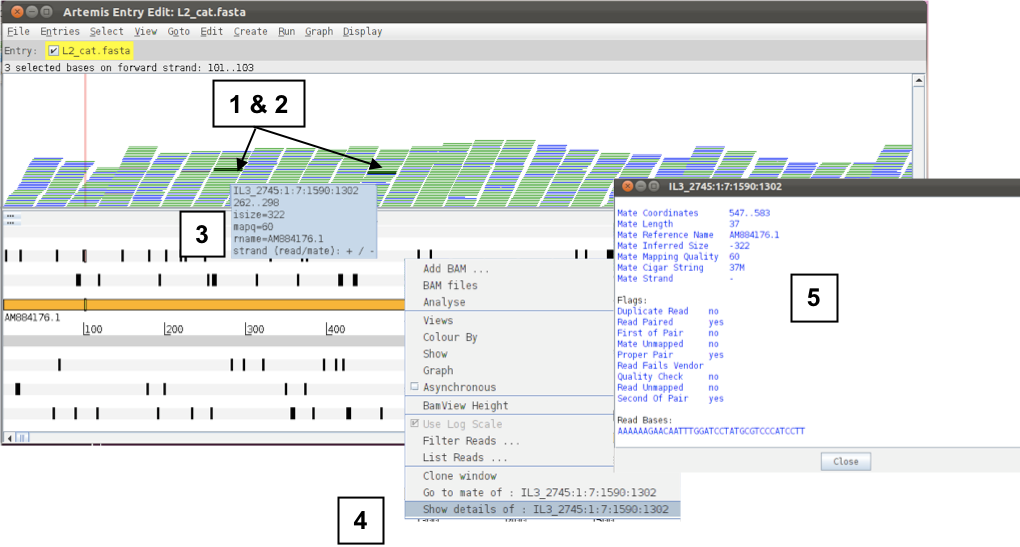 Artemis Entry Edit: L2_cat.fasta
File Entries Select View Goto Edit Create Run Graph Display
Entry: L2_cat.fasta
3 selected bases on forward strand: 101..103
1 & 2
IL3_2745:1:7:1590:1302
262..298
isize=322
mapq=60
rname=AM884176.1
strand (read/mate): + / -
3
AM884176.1
100 200 300 400
Add BAM ...
BAM files
Analyse
Views
Colour By
Show
Graph
Asynchronous
BamView Height
Use Log Scale
Filter Reads ...
List Reads ...
Clone window
Go to mate of : IL3_2745:1:7:1590:1302
Show details of : IL3_2745:1:7:1590:1302
4
IL3_2745:1:7:1590:1302
Mate Coordinates 547..583
Mate Length 37
Mate Reference Name AM884176.1
Mate Inferred Size -322
Mate Mapping Quality 60
Mate Cigar String 37M
Mate Strand -
Flags:
Duplicate Read no
Read Paired yes
First of Pair no
Mate Unmapped no
Proper Pair yes
Read Fails Vendor
Quality Check no
Read Unmapped no
Second Of Pair yes
Read Bases:
AAAAAAGAACAATTTGGATCCTATGCGTCCCATCCTT
Close
5